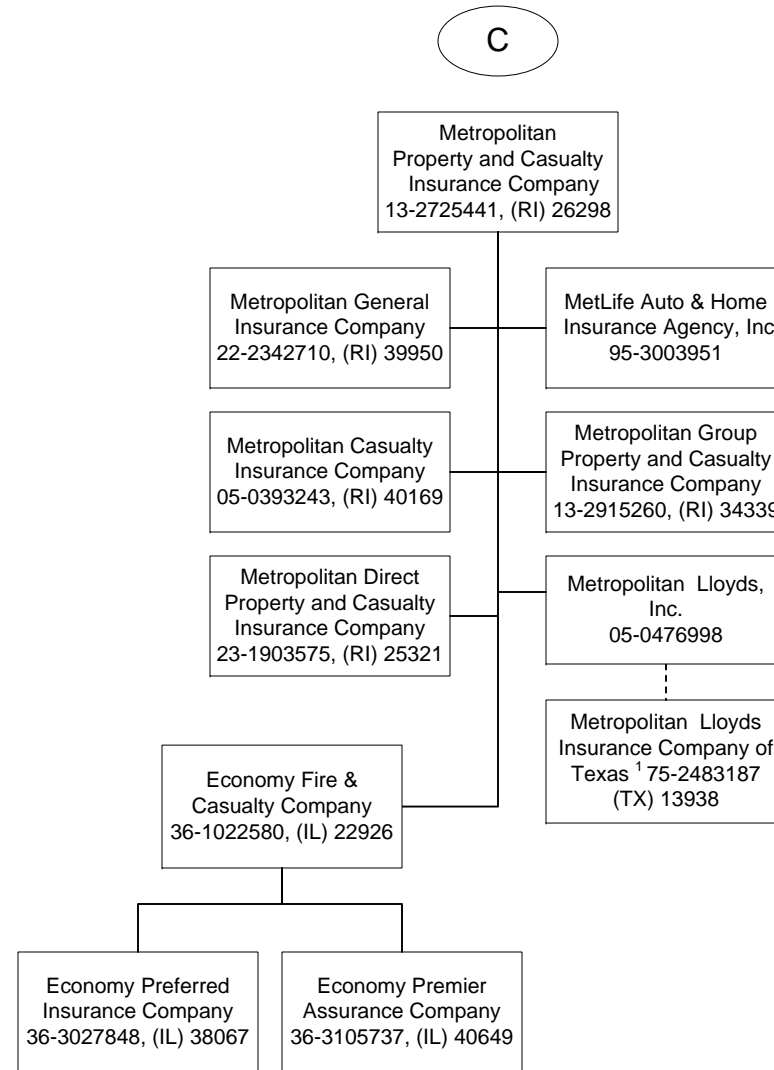 C
Metropolitan
Property and Casualty
Insurance Company
13-2725441, (RI) 26298
Metropolitan General
Insurance Company
22-2342710, (RI) 39950
MetLife Auto & Home
Insurance Agency, Inc
95-3003951
Metropolitan Casualty
Insurance Company
05-0393243, (RI) 40169
Metropolitan Group
Property and Casualty
Insurance Company
13-2915260, (RI) 34339
Metropolitan Direct
Property and Casualty
Insurance Company
23-1903575, (RI) 25321
Metropolitan Lloyds,
Inc.
05-0476998
Metropolitan Lloyds
Insurance Company of
Texas 1 75-2483187
(TX) 13938
Economy Fire &
Casualty Company
36-1022580, (IL) 22926
Economy Preferred
Insurance Company
36-3027848, (IL) 38067
Economy Premier
Assurance Company
36-3105737, (IL) 40649